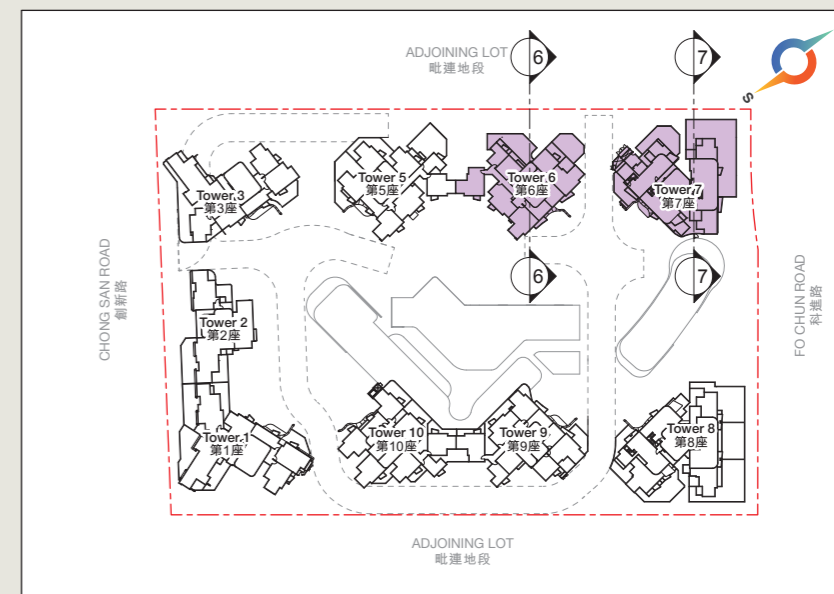 ADJOINING LOT
毗連地段
6
7
S
Tower 3
第3座
Tower 5
第5座
Tower 6
第6座
Tower 7
第7座
CHONG SAN ROAD
創新路
6
7
FO CHUN ROAD
科進路
Tower 2
第2座
Tower 1
第1座
Tower 10
第10座
Tower 9
第9座
Tower 8
第8座
ADJOINING LOT
毗連地段